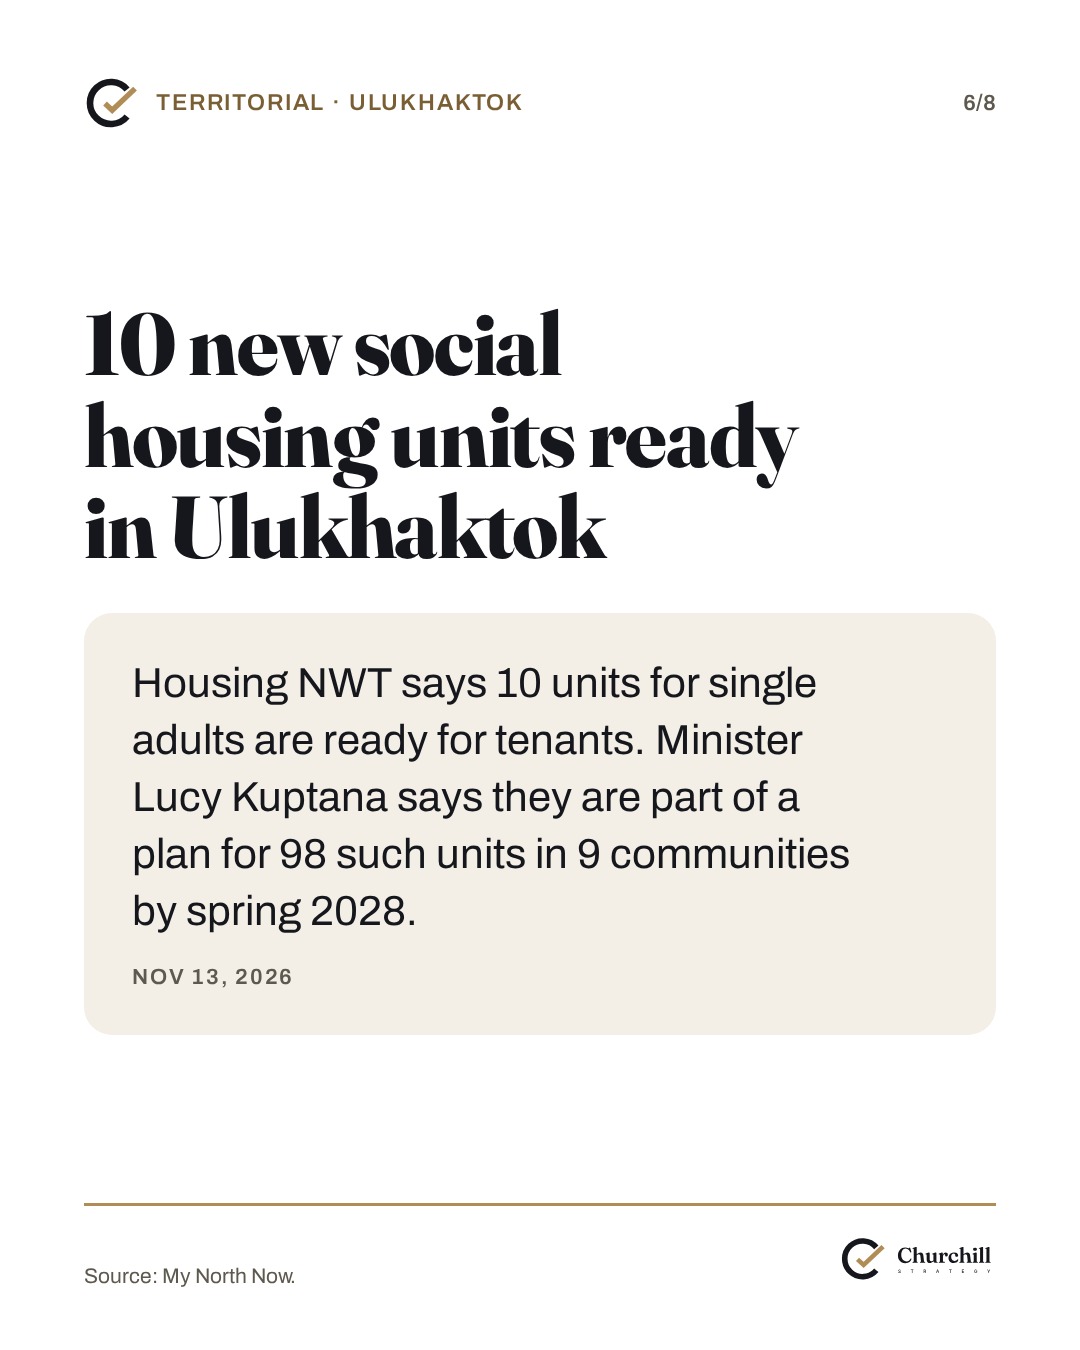 TERRITORIAL · ULUKHAKTOK
6/8
10 new social
housing units ready
in Ulukhaktok
Housing NWT says 10 units for single
adults are ready for tenants. Minister
Lucy Kuptana says they are part of a
plan for 98 such units in 9 communities
by spring 2028.
NOV 13, 2026
Source: My North Now.
Churchill
STRATEGY